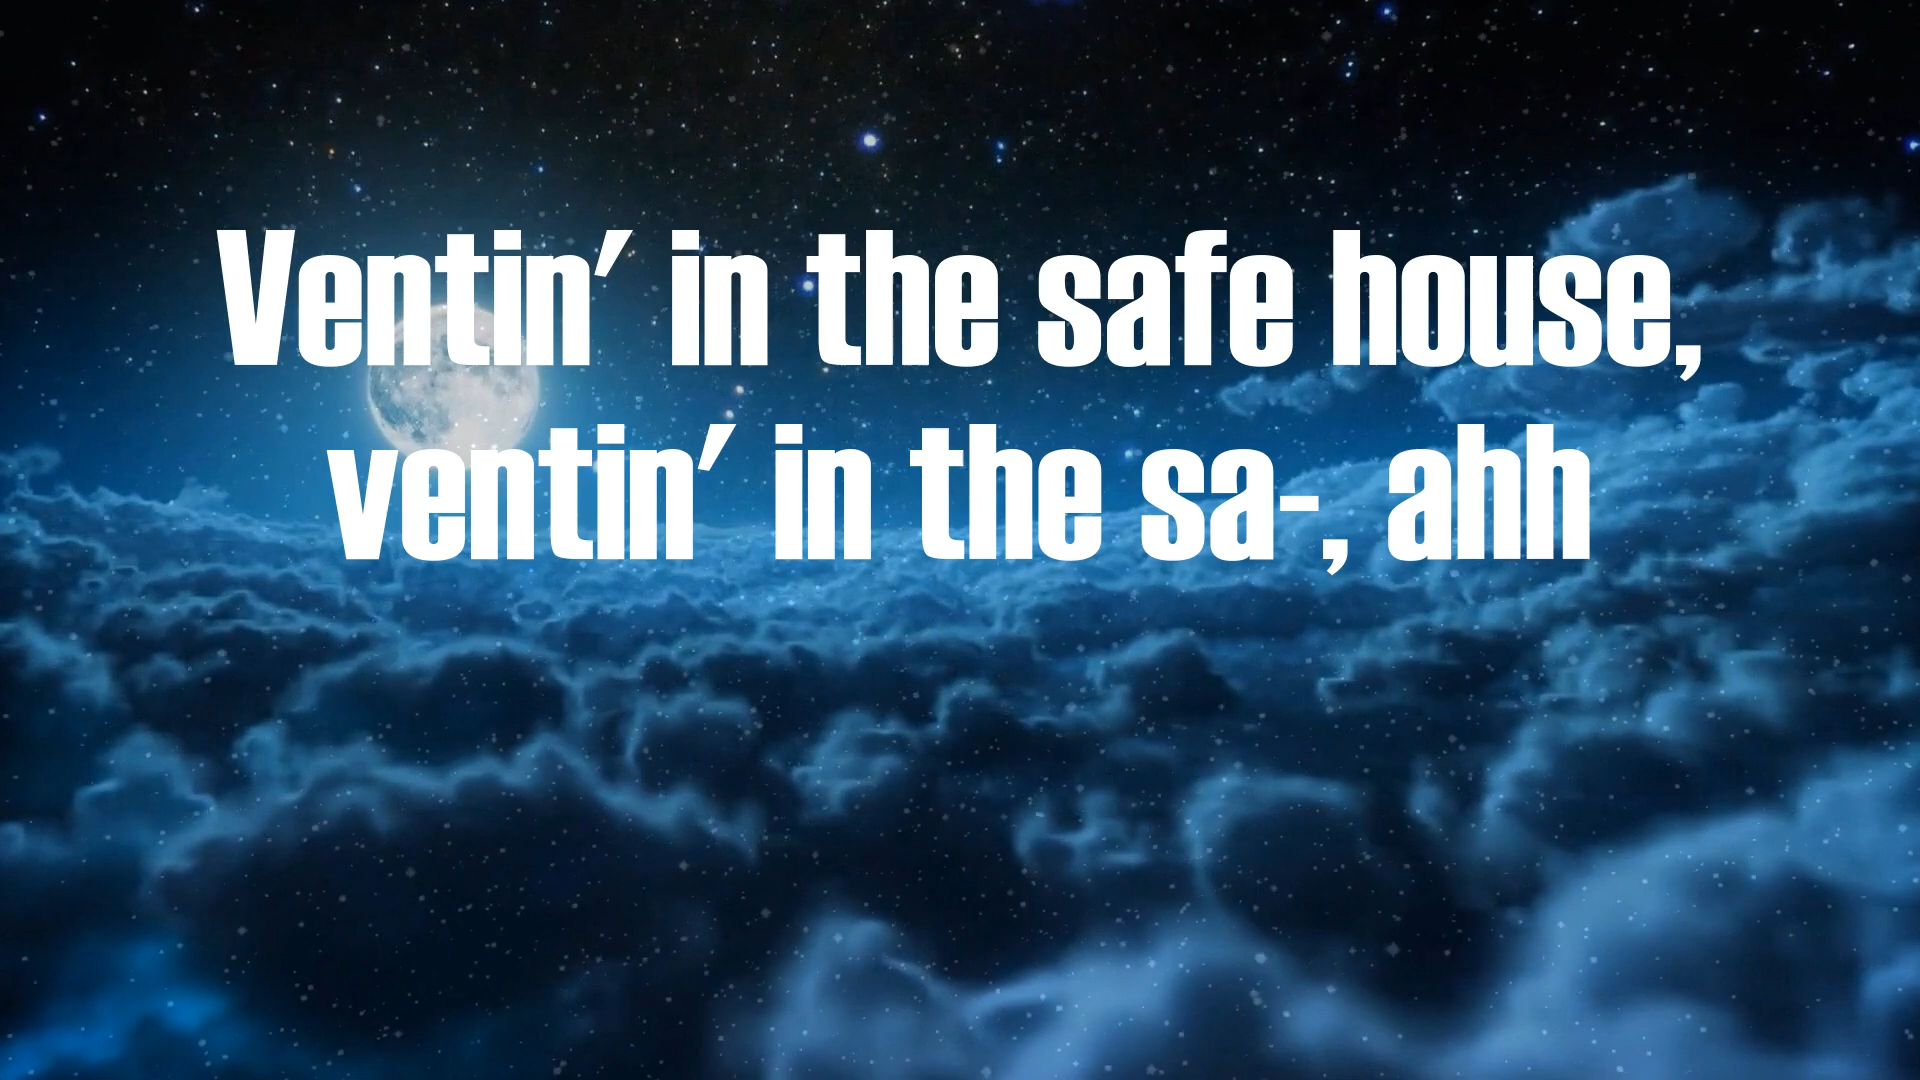 Ventin' in the safe house,
ventin' in the sa-, ahh